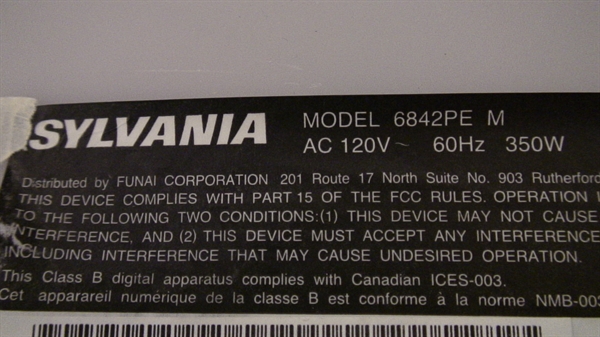 SYLVANIA
MODEL 6842PE M
AC 120V~ 60Hz 350W
Distributed by FUNAI CORPORATION 201 Route 17 North Suite No. 903 Rutherford
THIS DEVICE COMPLIES WITH PART 15 OF THE FCC RULES. OPERATION I
TO THE FOLLOWING TWO CONDITIONS:(1) THIS DEVICE MAY NOT CAUSE
INTERFERENCE, AND (2) THIS DEVICE MUST ACCEPT ANY INTERFERENCE
INCLUDING INTERFERENCE THAT MAY CAUSE UNDESIRED OPERATION.
This Class B digital apparatus complies with Canadian ICES-003.
Cet appareil numérique de la classe B est conforme à la norme NMB-003